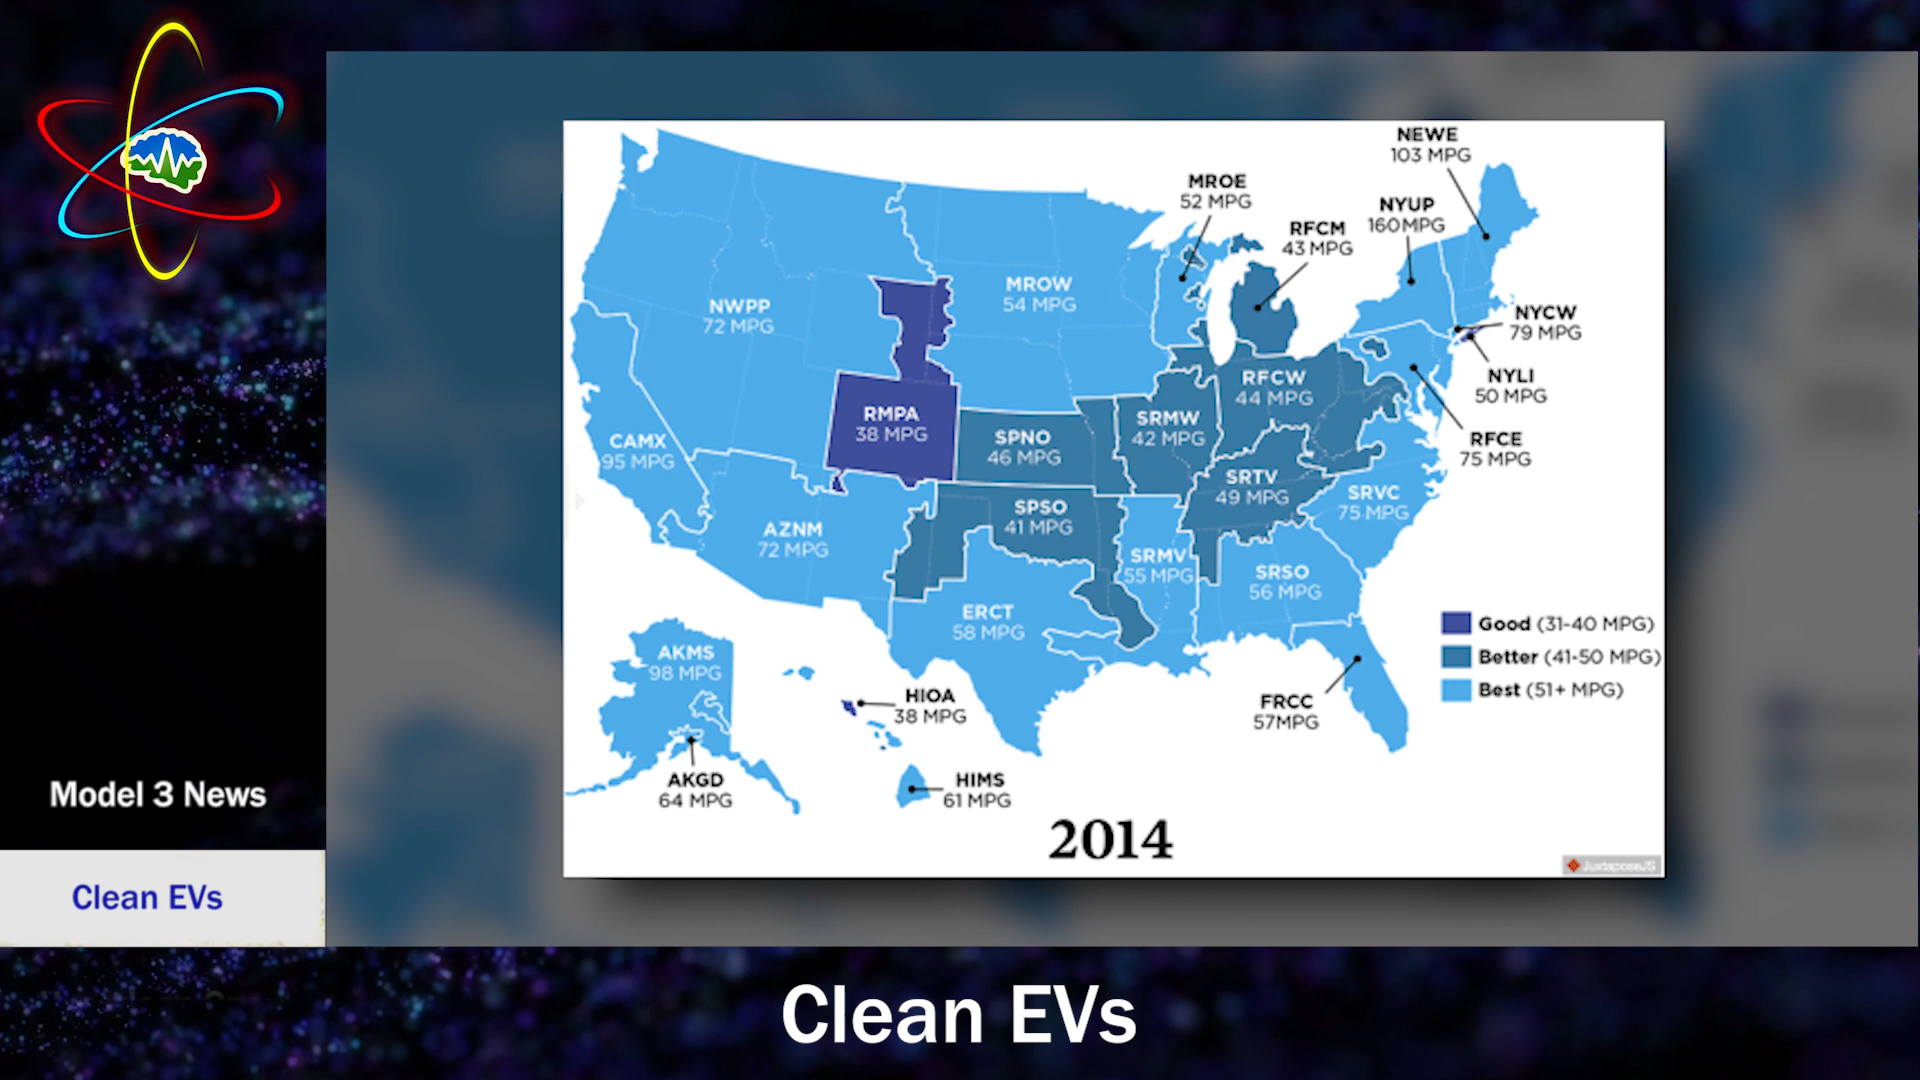 NEWE
103 MPG
MROE
52 MPG
NYUP
160MPG
RFCM
43 MPG
MROW
54 MPG
NWPP
72 MPG
NYCW
79 MPG
NYLI
50 MPG
RFCW
44 MPG
RMPA
38 MPG
SRMW
42 MPG
SPNO
46 MPG
CAMX
95 MPG
RFCE
75 MPG
SRTV
49 MPG
SRVC
75 MPG
SPSO
41 MPG
AZNM
72 MPG
SRMV
55 MPG
SRSO
56 MPG
ERCT
58 MPG
Good (31-40 MPG)
Better (41-50 MPG)
Best (51+ MPG)
AKMS
98 MPG
HIOA
38 MPG
FRCC
57MPG
AKGD
64 MPG
HIMS
61 MPG
2014
JuxtaposeJS
Model 3 News
Clean EVs
Clean EVs